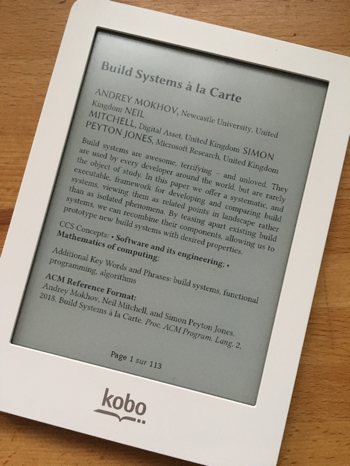 Build Systems à la Carte
ANDREY MOKHOV, Newcastle University, United
Kingdom NEIL
MITCHELL, Digital Asset, United Kingdom SIMON
PEYTON JONES, Microsoft Research, United Kingdom
Build systems are awesome, terrifying – and unloved. They
are used by every developer around the world, but are rarely
the object of study. In this paper we offer a systematic, and
executable, framework for developing and comparing build
systems, viewing them as related points in landscape rather
than as isolated phenomena. By teasing apart existing build
systems, we can recombine their components, allowing us to
prototype new build systems with desired properties.
CCS Concepts: • Software and its engineering; •
Mathematics of computing;
Additional Key Words and Phrases: build systems, functional
programming, algorithms
ACM Reference Format:
Andrey Mokhov, Neil Mitchell, and Simon Peyton Jones.
2018. Build Systems à la Carte. Proc. ACM Program. Lang. 2,
Page 1 sur 113
kobo